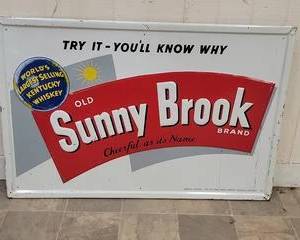 TRY IT - YOU'LL KNOW WHY
WORLD'S
LARGEST SELLING
KENTUCKY
WHISKEY
OLD
Sunny Brook
BRAND
Cheerful as its Name